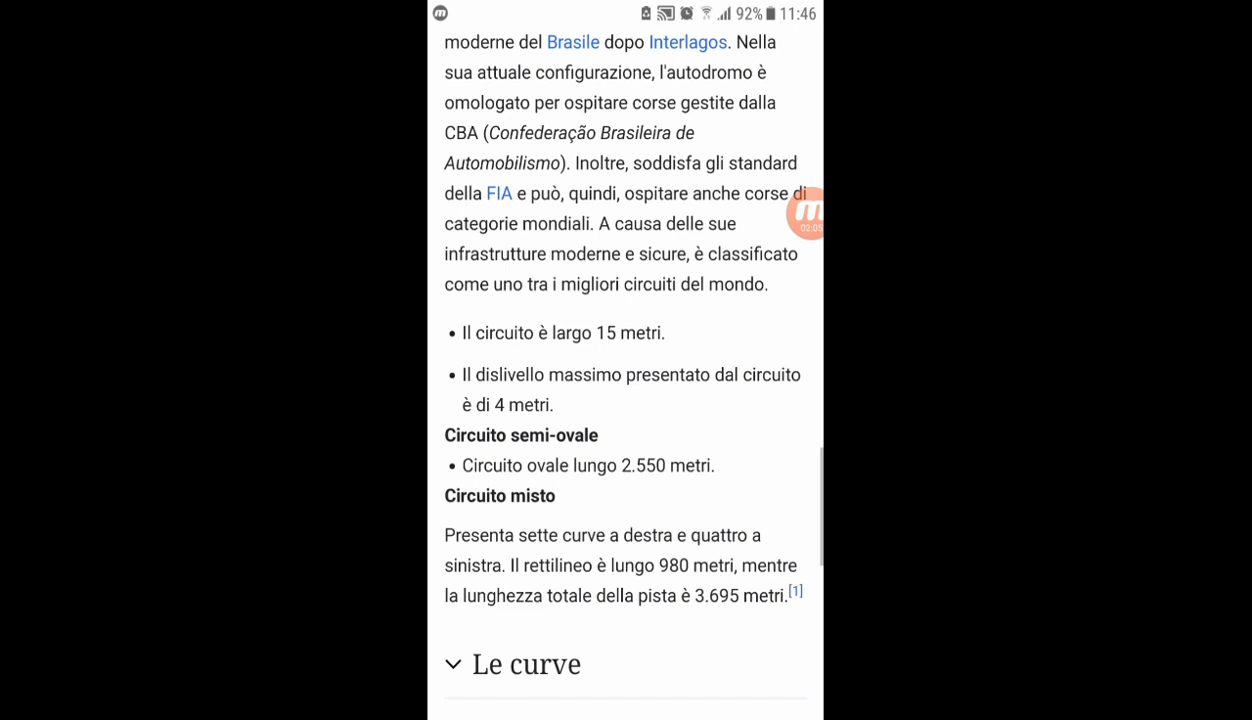 92% 11:46
moderne del Brasile dopo Interlagos. Nella
sua attuale configurazione, l'autodromo è
omologato per ospitare corse gestite dalla
CBA (Confederação Brasileira de
Automobilismo). Inoltre, soddisfa gli standard
della FIA e può, quindi, ospitare anche corse di
categorie mondiali. A causa delle sue
02:05
infrastrutture moderne e sicure, è classificato
come uno tra i migliori circuiti del mondo.
• Il circuito è largo 15 metri.
• Il dislivello massimo presentato dal circuito
è di 4 metri.
Circuito semi-ovale
• Circuito ovale lungo 2.550 metri.
Circuito misto
Presenta sette curve a destra e quattro a
sinistra. Il rettilineo è lungo 980 metri, mentre
la lunghezza totale della pista è 3.695 metri.[1]
Le curve